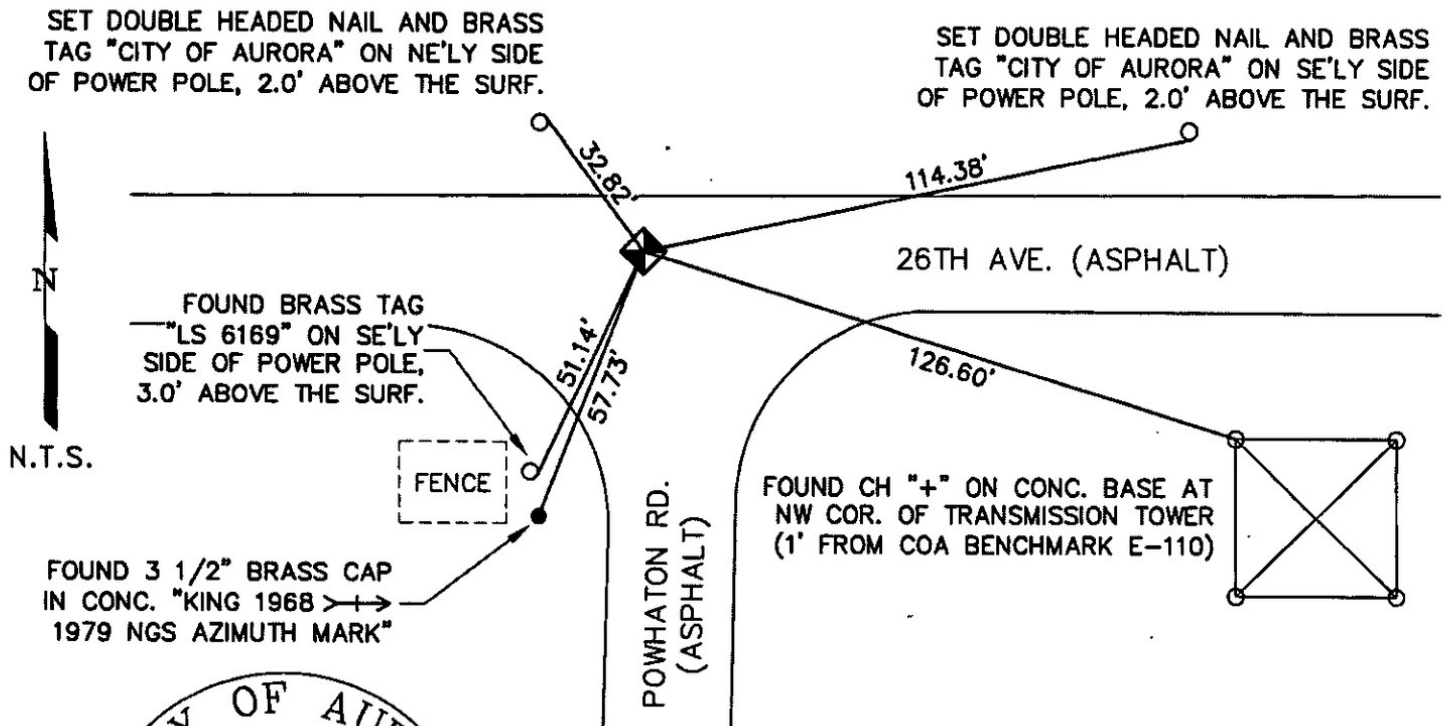 SET DOUBLE HEADED NAIL AND BRASS
TAG "CITY OF AURORA" ON NE'LY SIDE
OF POWER POLE, 2.0' ABOVE THE SURF.
SET DOUBLE HEADED NAIL AND BRASS
TAG "CITY OF AURORA" ON SE'LY SIDE
OF POWER POLE, 2.0' ABOVE THE SURF.
32.82'
114.38'
N
N.T.S.
26TH AVE. (ASPHALT)
FOUND BRASS TAG
"LS 6169" ON SE'LY
SIDE OF POWER POLE,
3.0' ABOVE THE SURF.
51.14'
57.73'
126.60'
FENCE
FOUND CH "+" ON CONC. BASE AT
NW COR. OF TRANSMISSION TOWER
(1' FROM COA BENCHMARK E-110)
POWHATON RD.
(ASPHALT)
FOUND 3 1/2" BRASS CAP
IN CONC. "KING 1968
1979 NGS AZIMUTH MARK"
OF